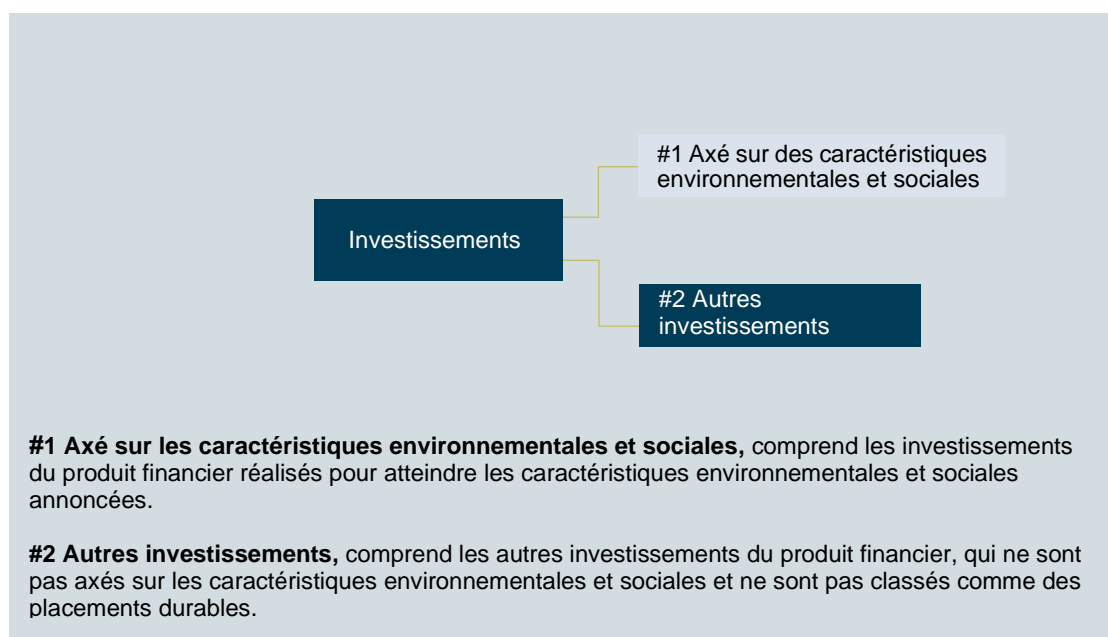 #1 Axé sur des caractéristiques
environnementales et sociales
Investissements
#2 Autres
investissements
#1 Axé sur les caractéristiques environnementales et sociales, comprend les investissements
du produit financier réalisés pour atteindre les caractéristiques environnementales et sociales
annoncées.
#2 Autres investissements, comprend les autres investissements du produit financier, qui ne sont
pas axés sur les caractéristiques environnementales et sociales et ne sont pas classés comme des
placements durables.